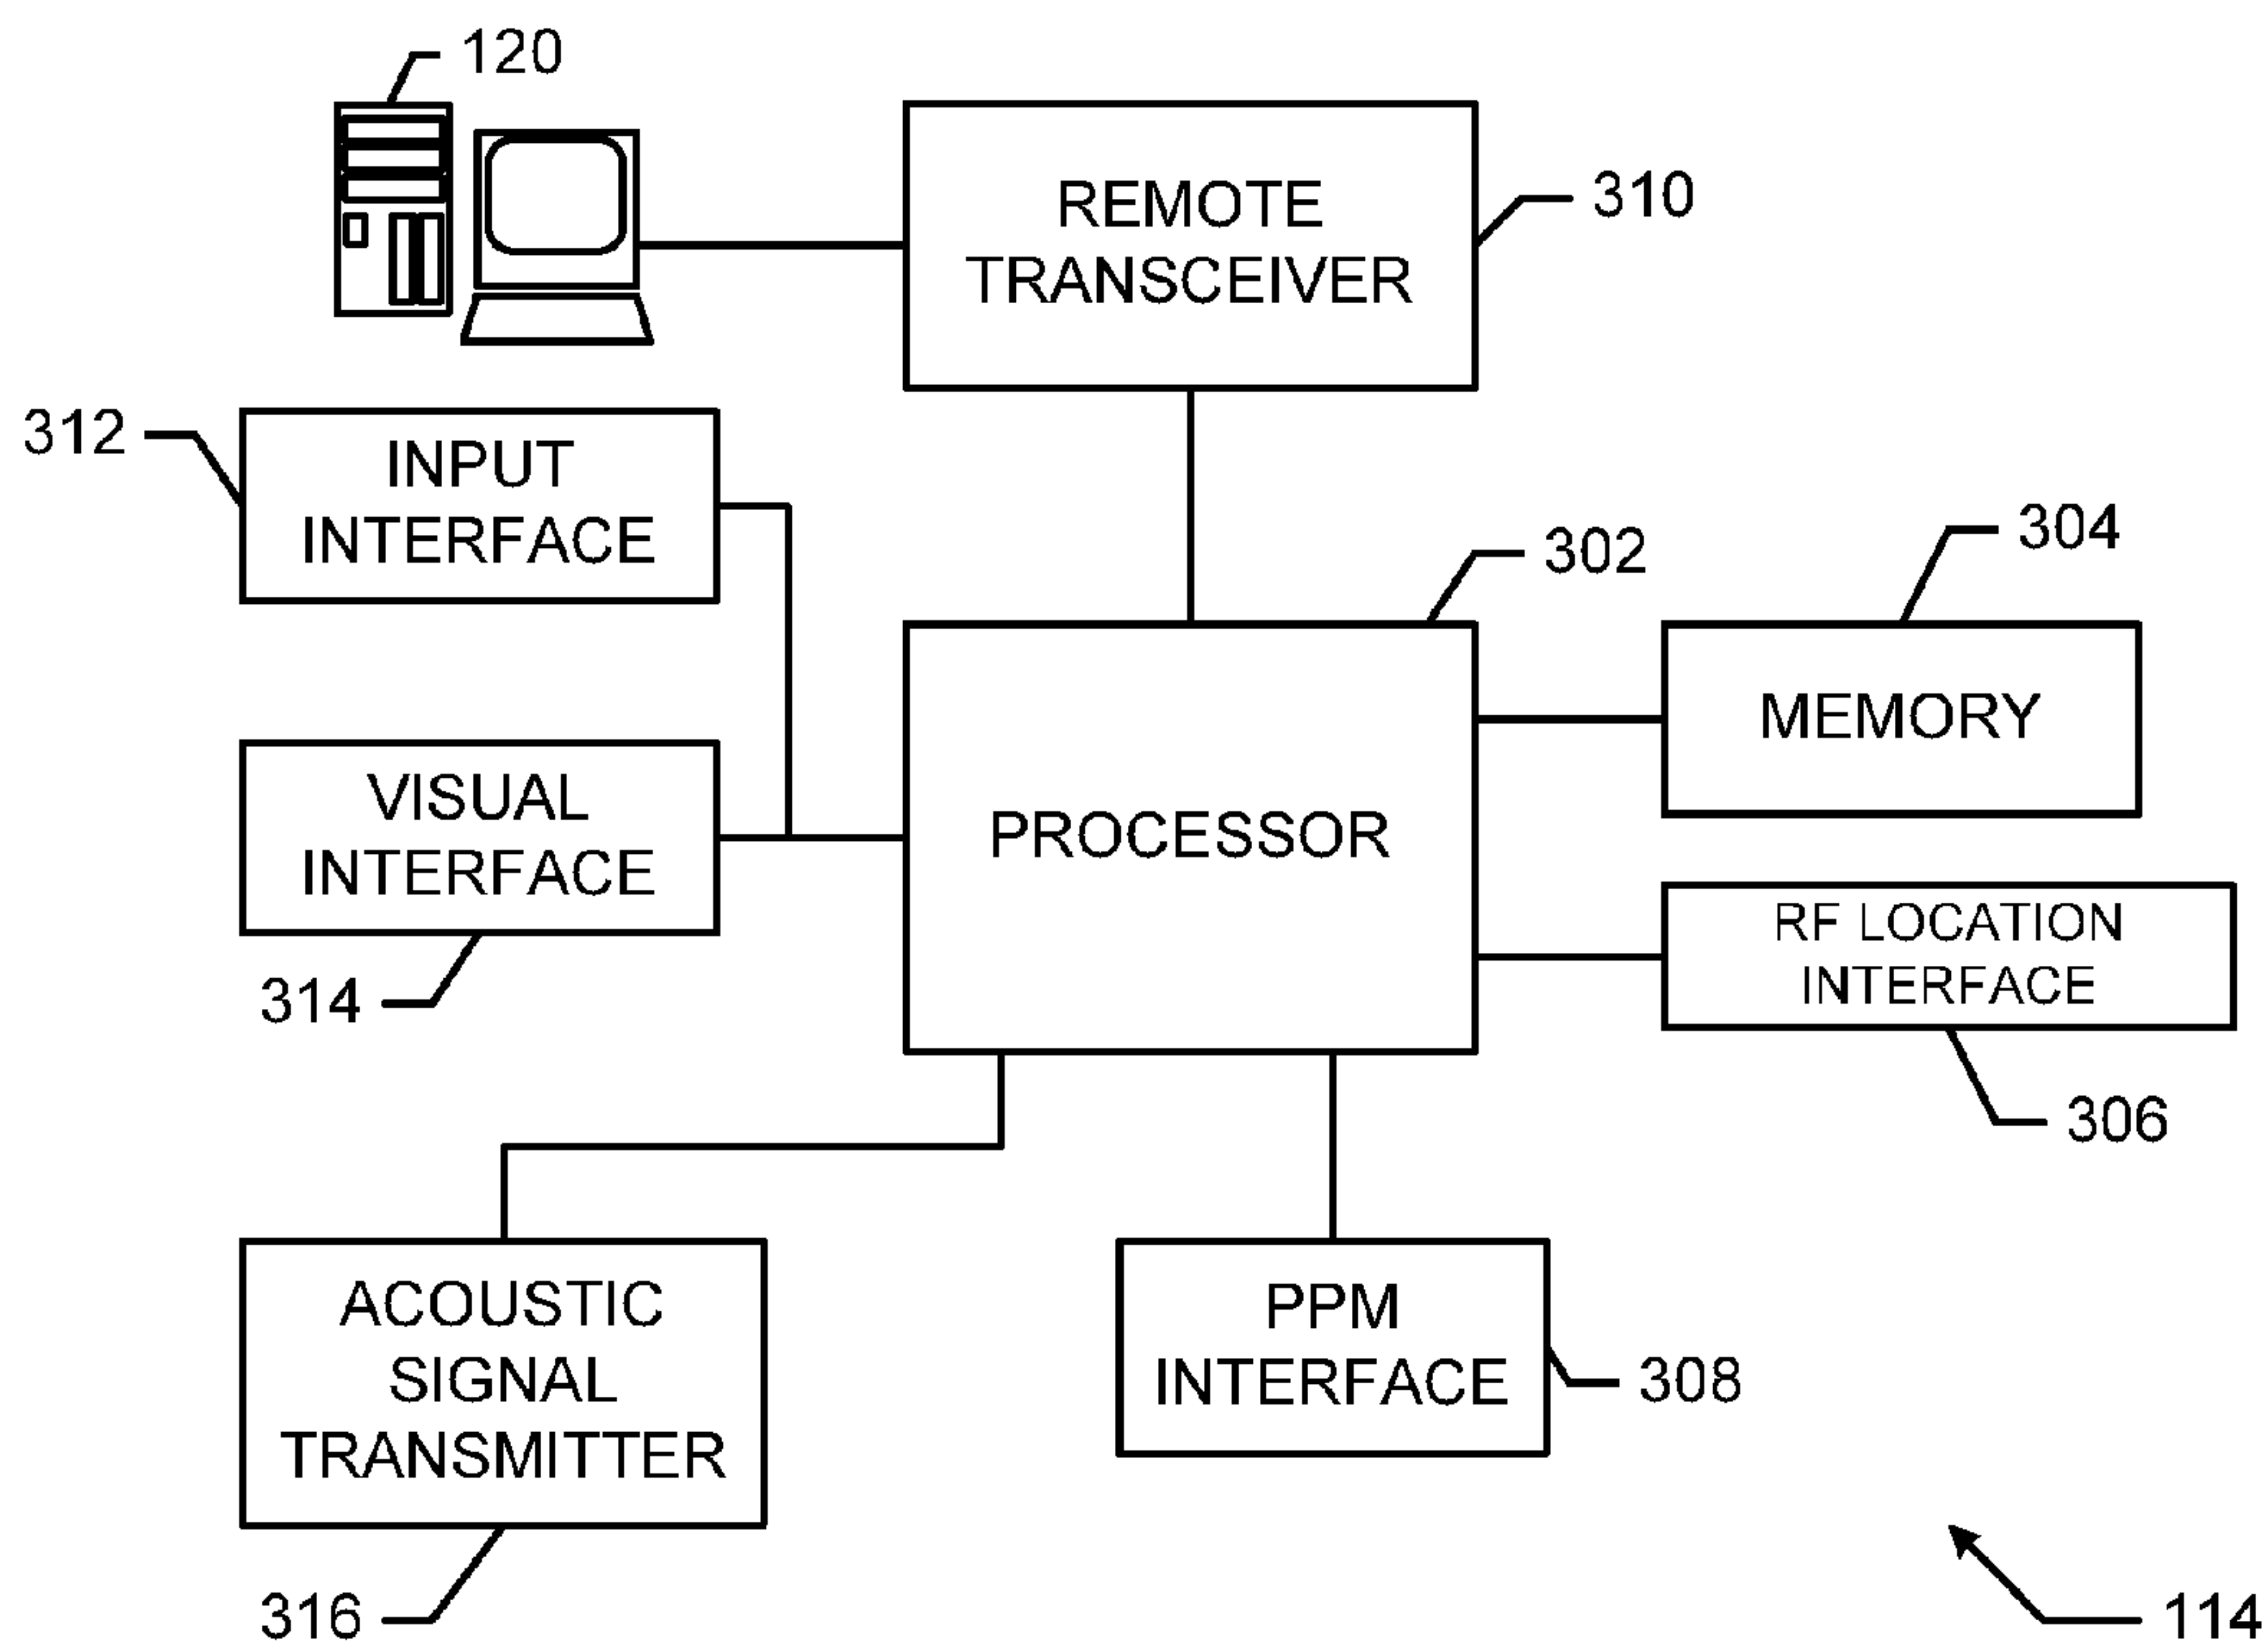 120
REMOTE
TRANSCEIVER
310
312
INPUT
INTERFACE
302
304
PROCESSOR
MEMORY
VISUAL
INTERFACE
314
RF LOCATION
INTERFACE
306
ACOUSTIC
SIGNAL
TRANSMITTER
316
PPM
INTERFACE
308
114